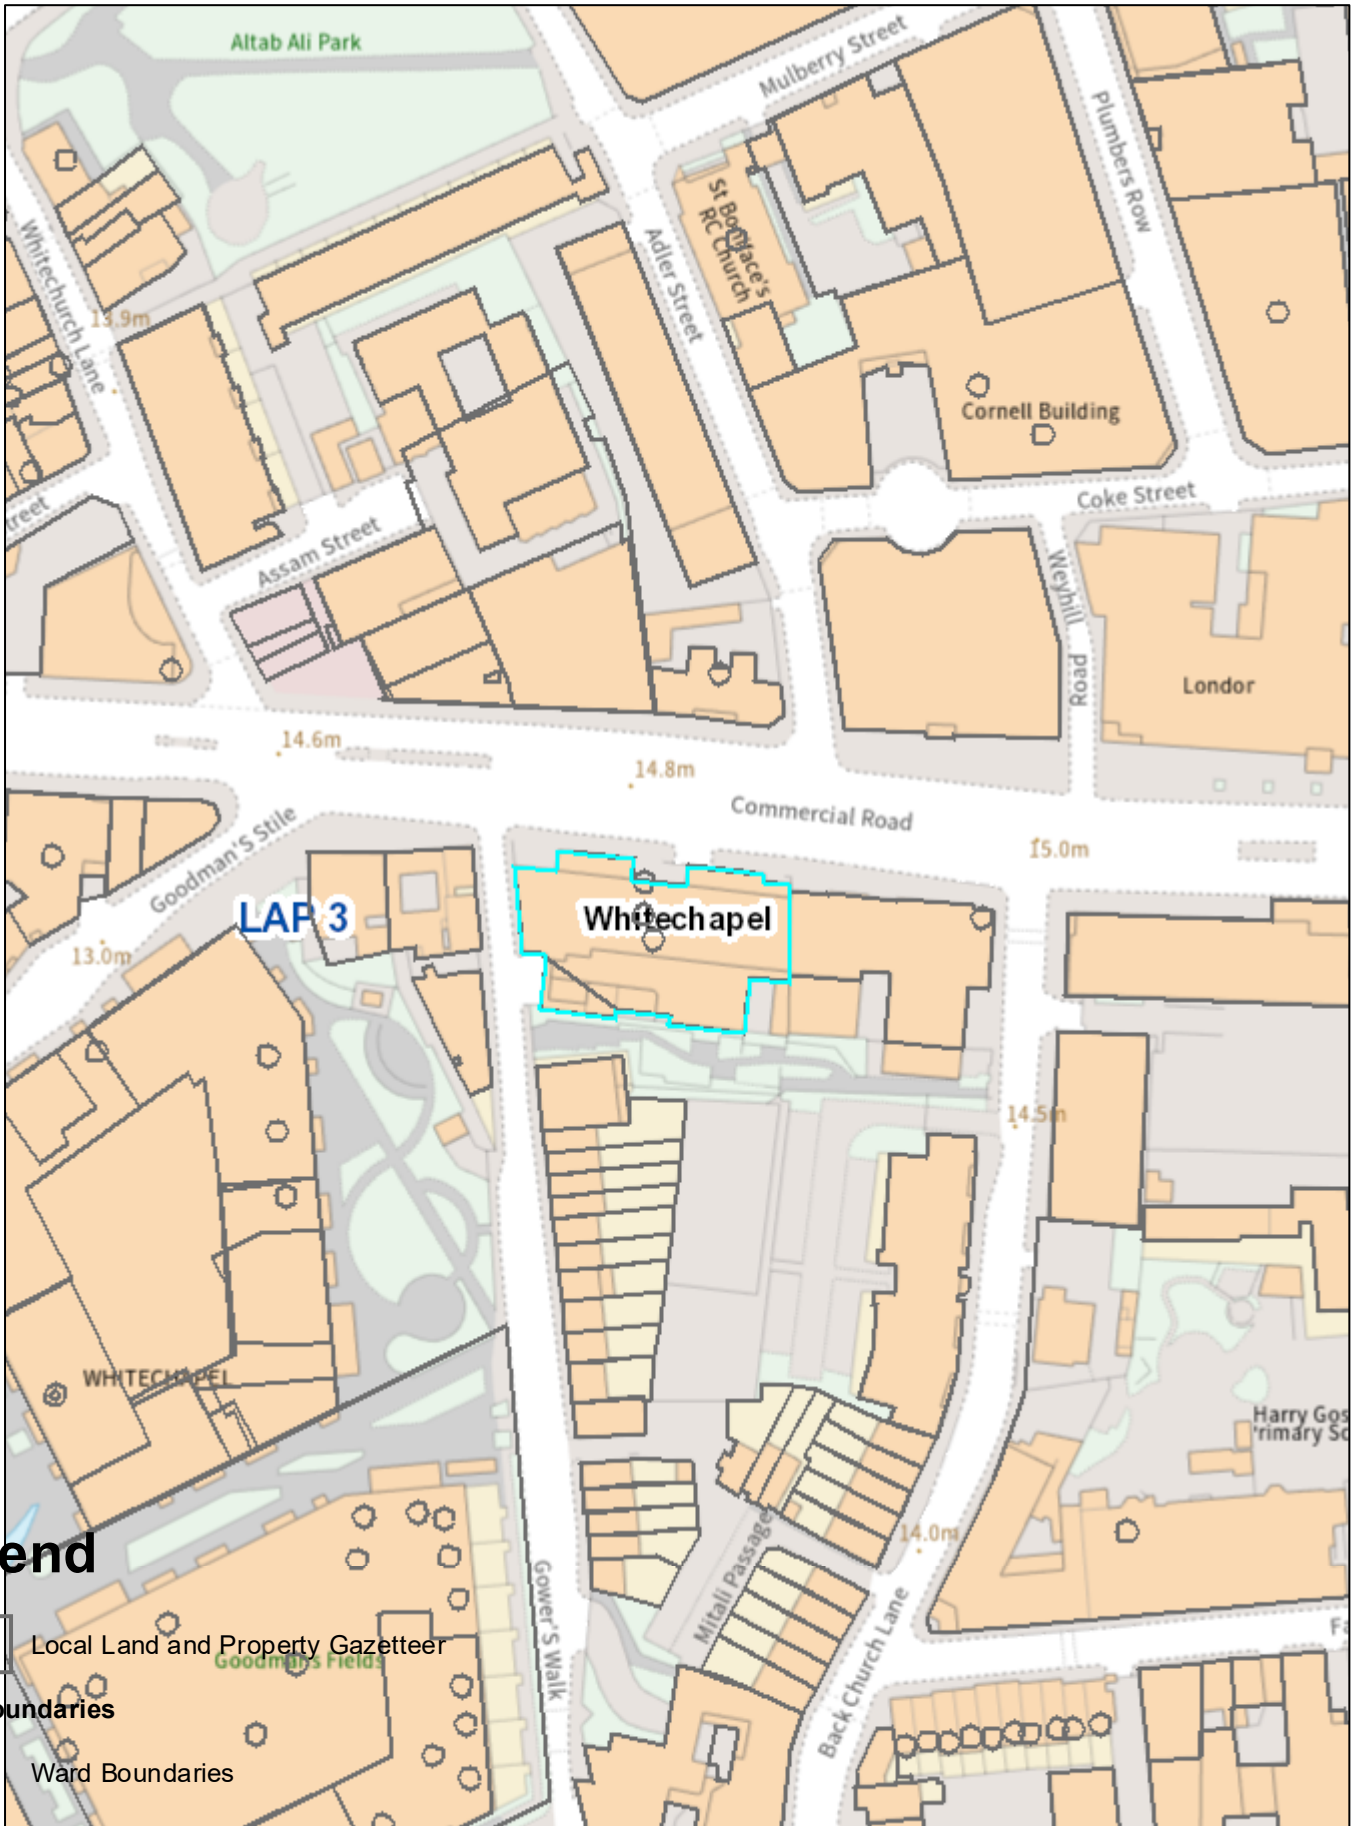 Altab Ali Park
Mulberry Street
Plumbers Row
St Boniface's
RC Church
Whitechurch Lane
Adler Street
13.9m
Cornell Building
Coke Street
Assam Street
Weyhill Road
Londor
14.6m
14.8m
Commercial Road
15.0m
Goodman'S Stile
LAP 3
Whitechapel
13.0m
14.5m
WHITECHAPEL
Harry Gos
rimary Sc
14.0m
end
Mitali Passage
Gower'S Walk
Local Land and Property Gazetteer
Goodman's Fields
oundaries
Back Church Lane
Fa
Ward Boundaries